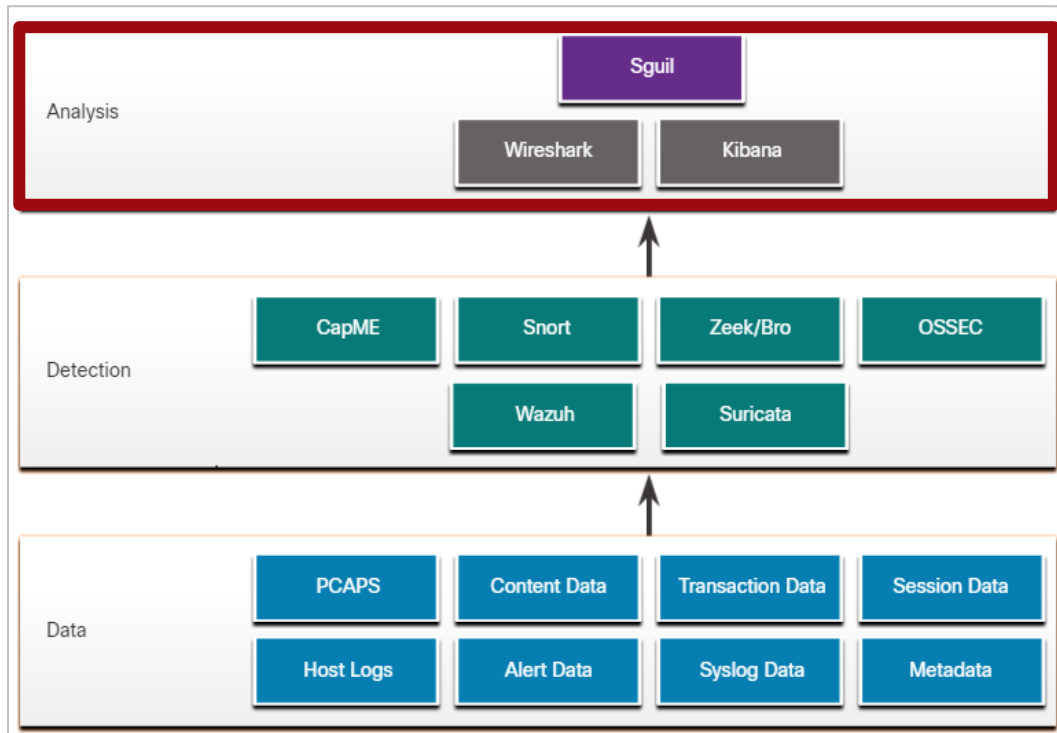 Sguil
Analysis
Wireshark Kibana
CapME Snort Zeek/Bro OSSEC
Detection
Wazuh Suricata
PCAPS Content Data Transaction Data Session Data
Data
Host Logs Alert Data Syslog Data Metadata